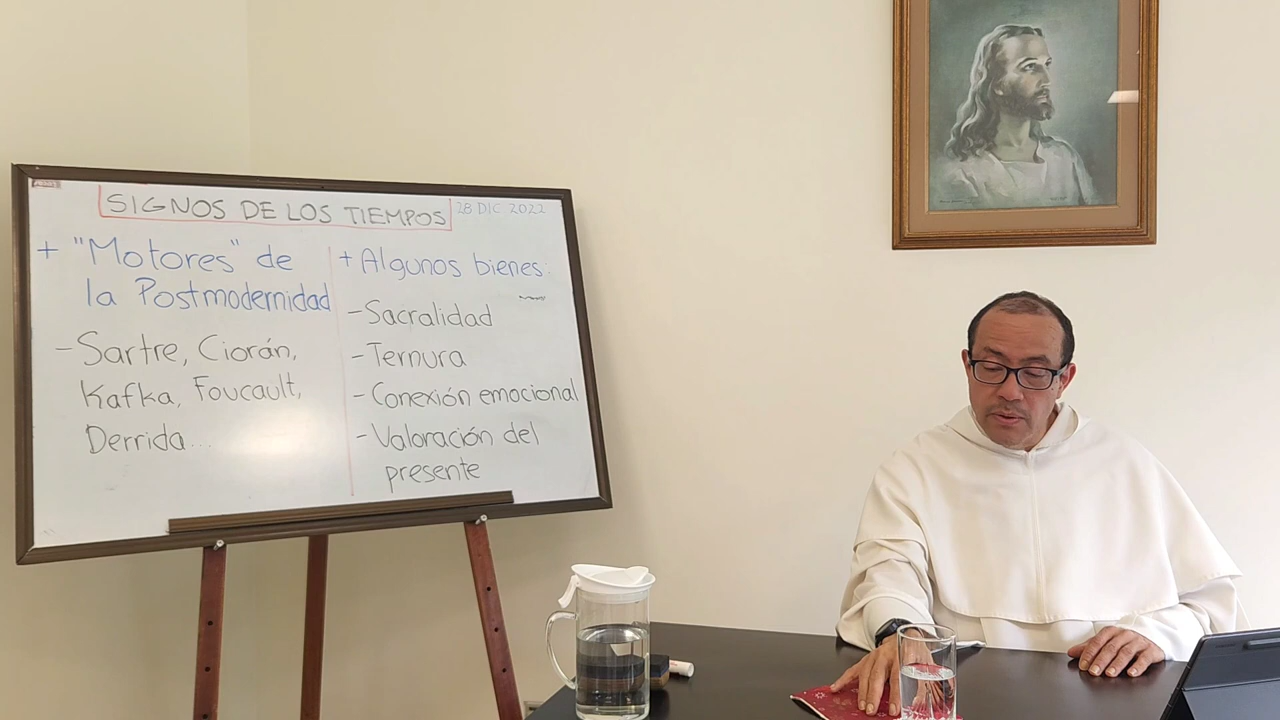 SIGNOS DE LOS TIEMPOS
28 DIC 2022
+ "Motores" de
la Postmodernidad
- Sartre, Ciorán,
Kafka, Foucault,
Derrida...
+ Algunos bienes:
- Sacralidad
- Ternura
- Conexión emocional
- Valoración del
presente